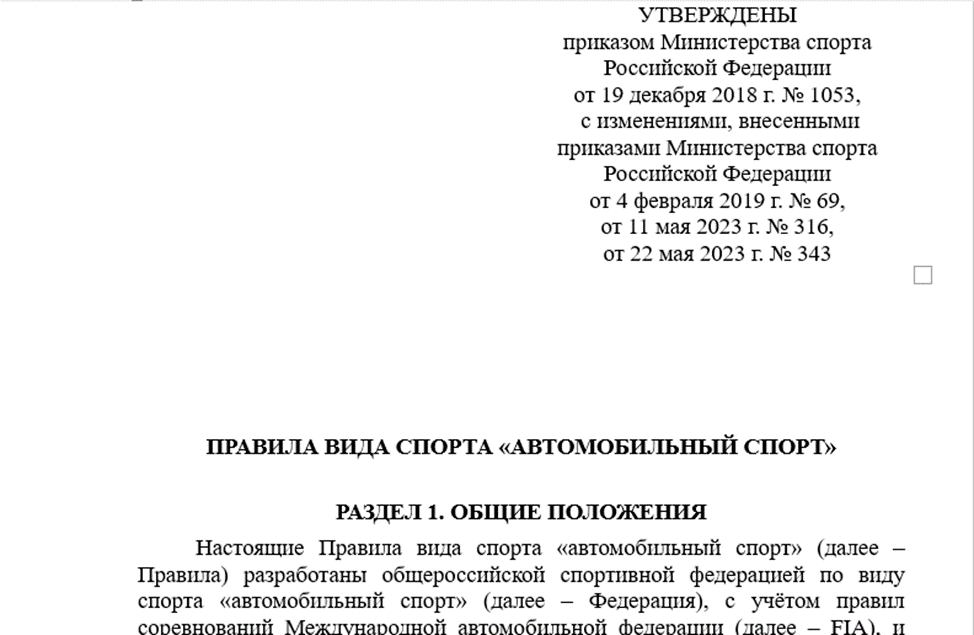 УТВЕРЖДЕНЫ
приказом Министерства спорта
Российской Федерации
от 19 декабря 2018 г. № 1053,
с изменениями, внесенными
приказами Министерства спорта
Российской Федерации
от 4 февраля 2019 г. № 69,
от 11 мая 2023 г. № 316,
от 22 мая 2023 г. № 343
ПРАВИЛА ВИДА СПОРТА «АВТОМОБИЛЬНЫЙ СПОРТ»
РАЗДЕЛ 1. ОБЩИЕ ПОЛОЖЕНИЯ
Настоящие Правила вида спорта «автомобильный спорт» (далее –
Правила) разработаны общероссийской спортивной федерацией по виду
спорта «автомобильный спорт» (далее – Федерация), с учётом правил
соревнований Международной автомобильной федерации (далее – FIA), и